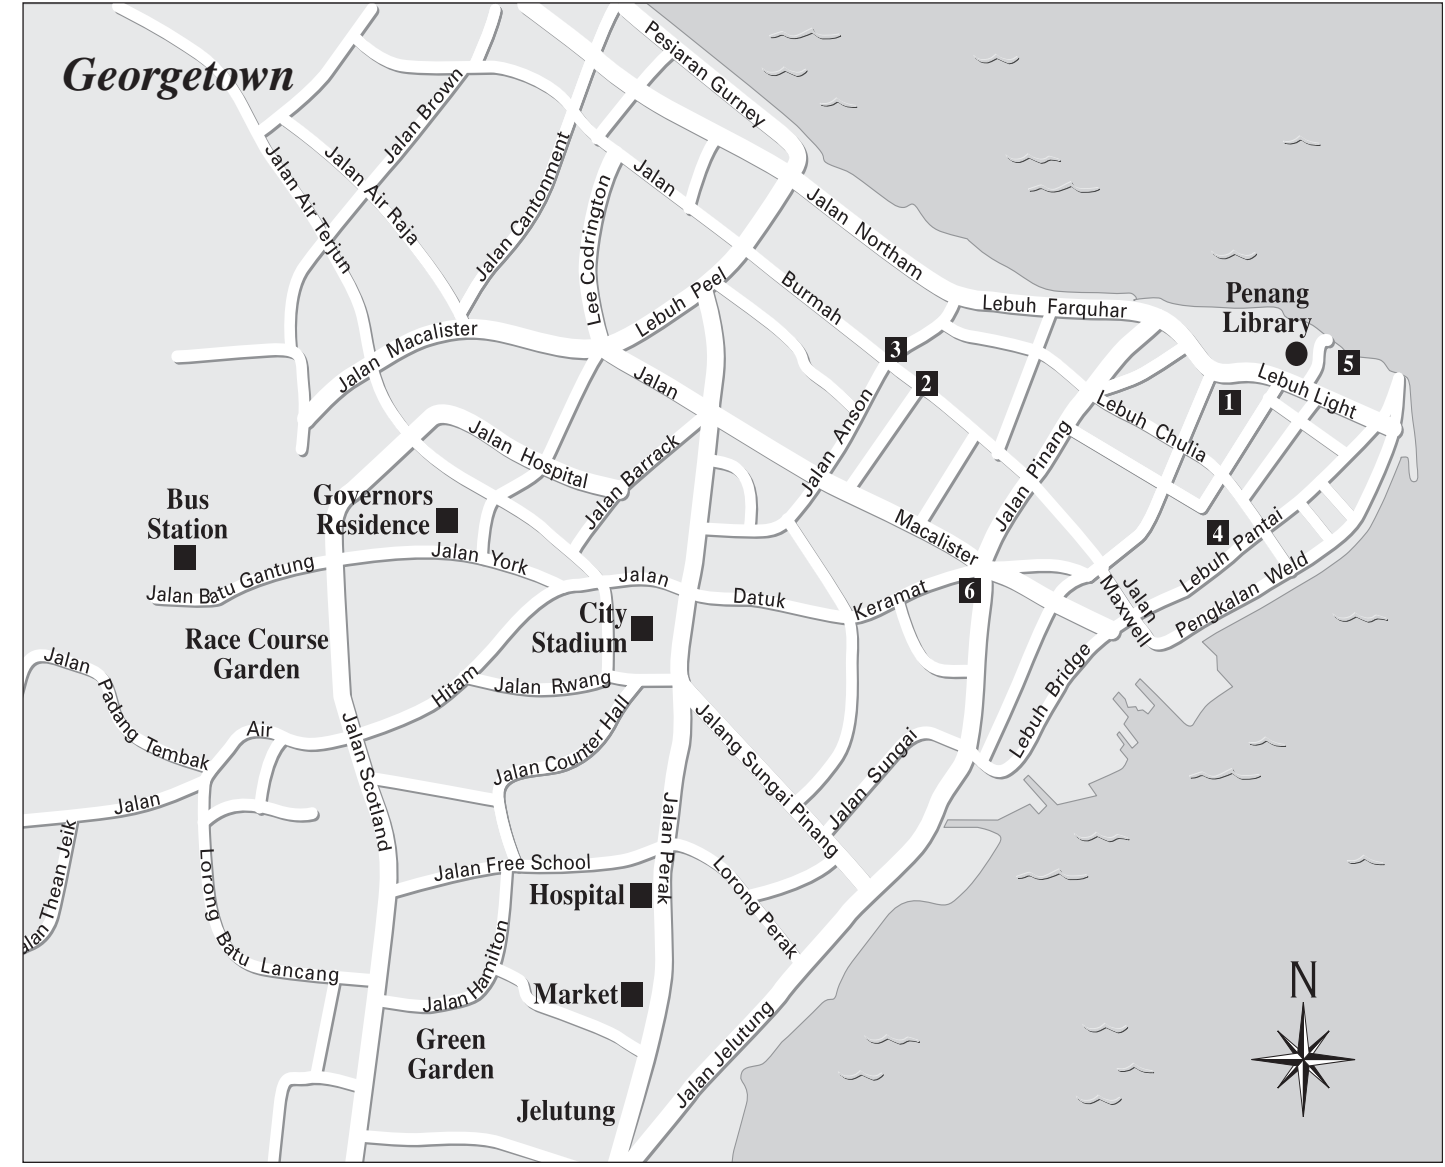 Georgetown
Pesiaran Gurney
Jalan Brown
Jalan Air Raja
Jalan Air Terjun
Jalan Cantonment
Lee Codrington
Jalan
Burmah
Jalan Northam
Lebuh Peel
Lebuh Farquhar
Penang
Library
Jalan Macalister
3
2
5
1
Lebuh Light
Jalan
Macalister
Jalan Anson
Jalan Pinang
Lebuh Chulia
Jalan Hospital
Jalan Barrack
Bus
Station
Governors
Residence
4
Lebuh Pantai
Jalan Batu Gantung
Jalan York
Jalan
Datuk
Keramat
6
Jalan
Maxwell
Pengkalan Weld
City
Stadium
Race Course
Garden
Jalan
Padang
Tembak
Jalan
Air
Hitam
Jalan Rwang
Lebuh Bridge
Jalan Scotland
Jalan Counter Hall
Jalang Sungai Pinang
Jalan Sungai
Jalan Perak
Jalan Free School
Lorong Perak
alan Thean Jeik
Lorong
Batu Lancang
Hospital
Jalan Hamilton
Market
Green
Garden
Jalan Jelutung
Jelutung
N